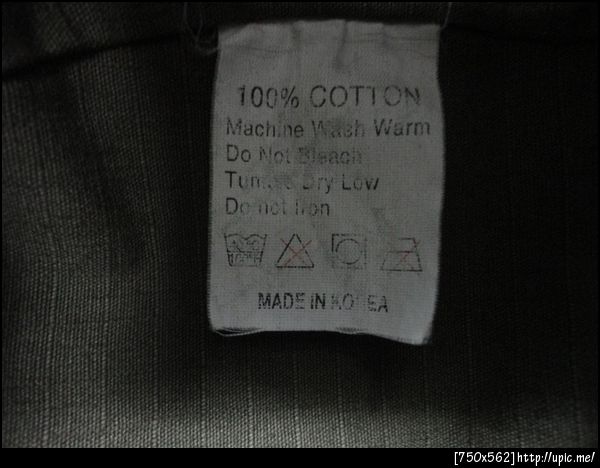 100% COTTON
Machine Wash Warm
Do Not Bleach
Tumble Dry Low
Do not Iron
MADE IN KOREA
[750x562]http://upic.me/